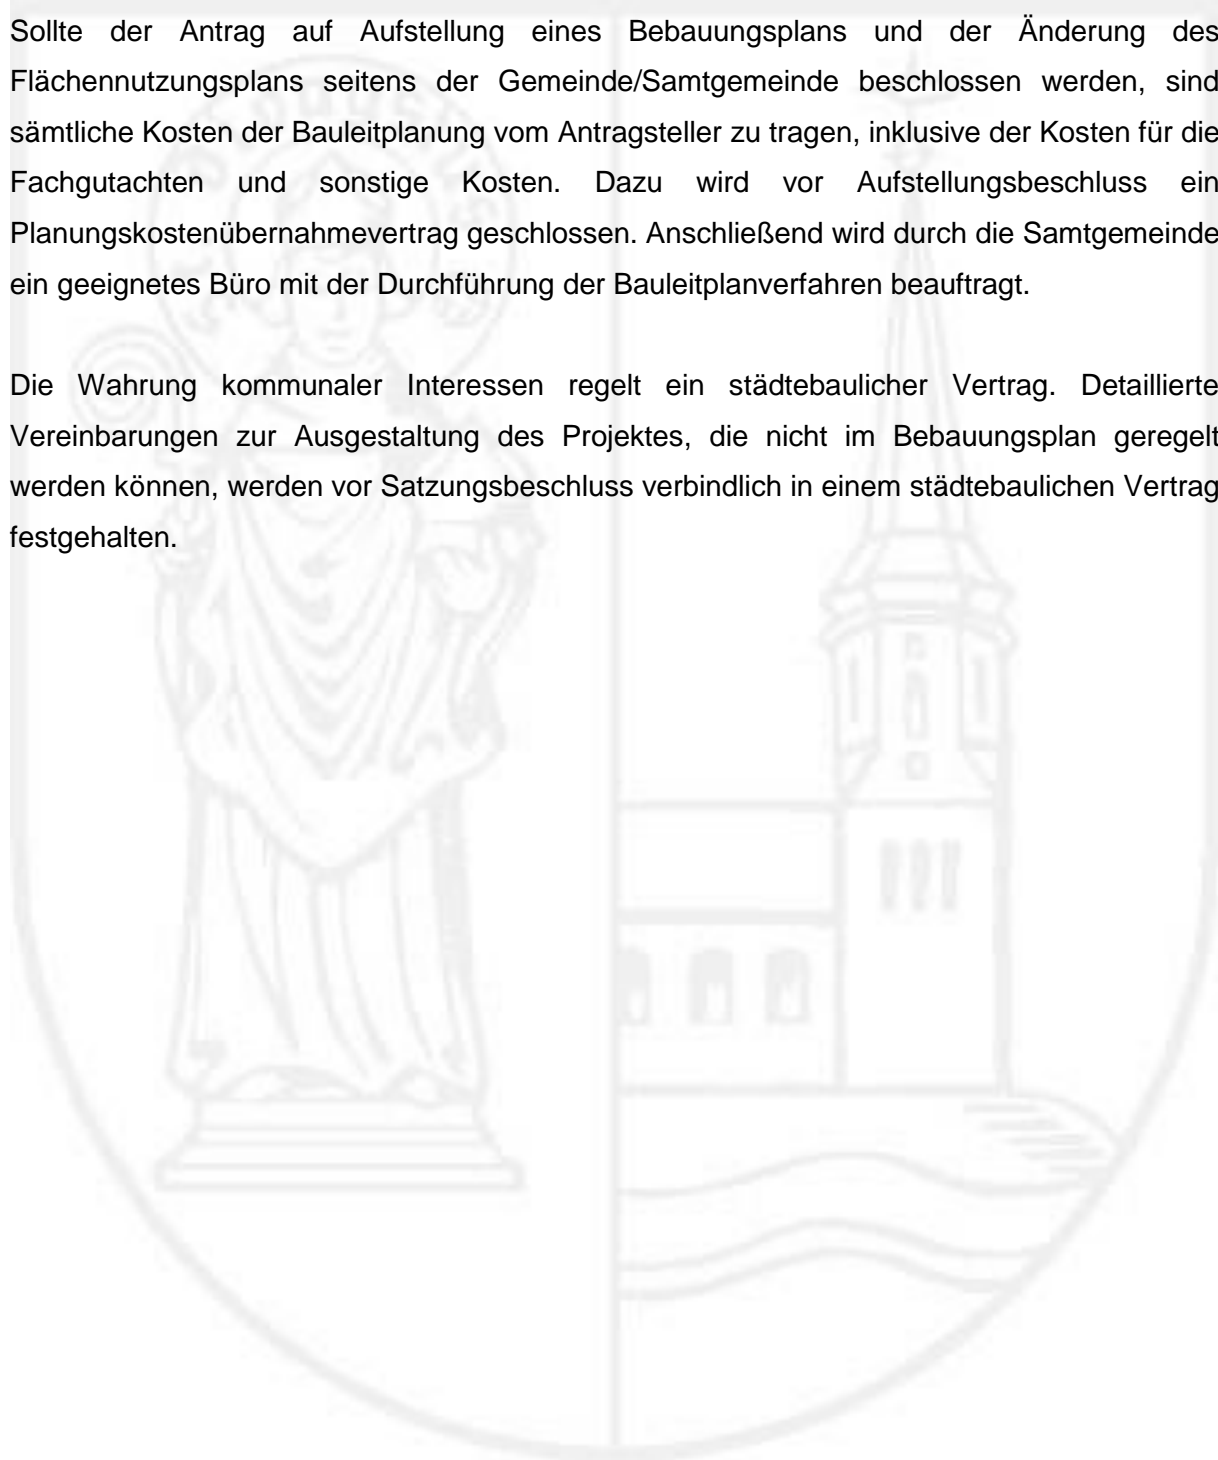 Sollte der Antrag auf Aufstellung eines Bebauungsplans und der Änderung des
Flächennutzungsplans seitens der Gemeinde/Samtgemeinde beschlossen werden, sind
sämtliche Kosten der Bauleitplanung vom Antragsteller zu tragen, inklusive der Kosten für die
Fachgutachten und sonstige Kosten. Dazu wird vor Aufstellungsbeschluss ein
Planungskostenübernahmevertrag geschlossen. Anschließend wird durch die Samtgemeinde
ein geeignetes Büro mit der Durchführung der Bauleitplanverfahren beauftragt.
Die Wahrung kommunaler Interessen regelt ein städtebaulicher Vertrag. Detaillierte
Vereinbarungen zur Ausgestaltung des Projektes, die nicht im Bebauungsplan geregelt
werden können, werden vor Satzungsbeschluss verbindlich in einem städtebaulichen Vertrag
festgehalten.